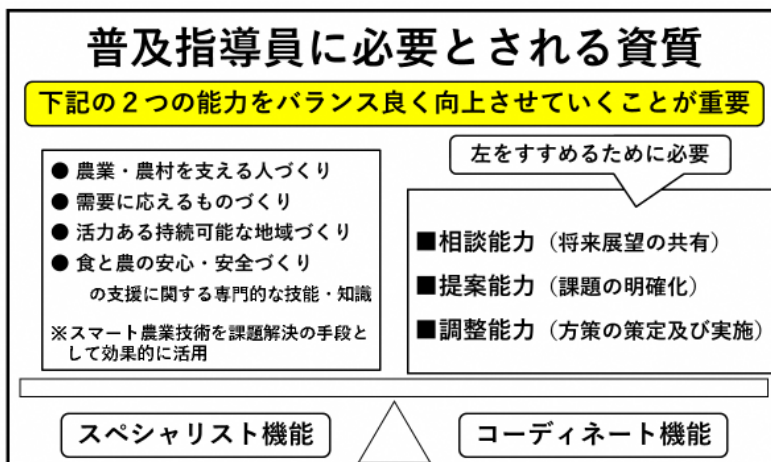 普及指導員に必要とされる資質
下記の2つの能力をバランス良く向上させていくことが重要
● 農業・農村を支える人づくり
● 需要に応えるものづくり
● 活力ある持続可能な地域づくり
● 食と農の安心・安全づくり
の支援に関する専門的な技能・知識
※スマート農業技術を課題解決の手段と
して効果的に活用
左をすすめるために必要
■相談能力（将来展望の共有）
■提案能力（課題の明確化）
■調整能力（方策の策定及び実施）
スペシャリスト機能
コーディネート機能